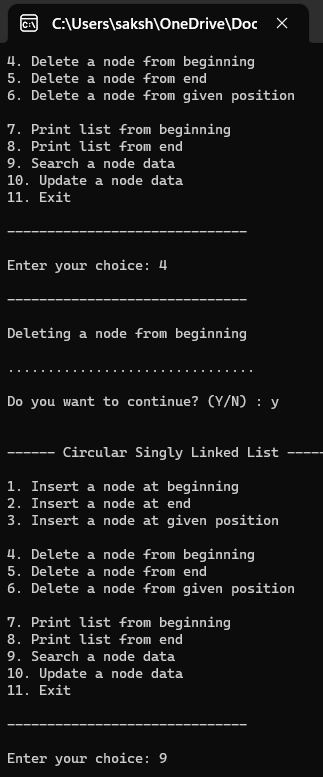 C:\Users\saksh\OneDrive\Doc
4. Delete a node from beginning
5. Delete a node from end
6. Delete a node from given position
7. Print list from beginning
8. Print list from end
9. Search a node data
10. Update a node data
11. Exit
------------------------------
Enter your choice: 4
------------------------------
Deleting a node from beginning
...............................
Do you want to continue? (Y/N) : y
------ Circular Singly Linked List -----
1. Insert a node at beginning
2. Insert a node at end
3. Insert a node at given position
4. Delete a node from beginning
5. Delete a node from end
6. Delete a node from given position
7. Print list from beginning
8. Print list from end
9. Search a node data
10. Update a node data
11. Exit
------------------------------
Enter your choice: 9